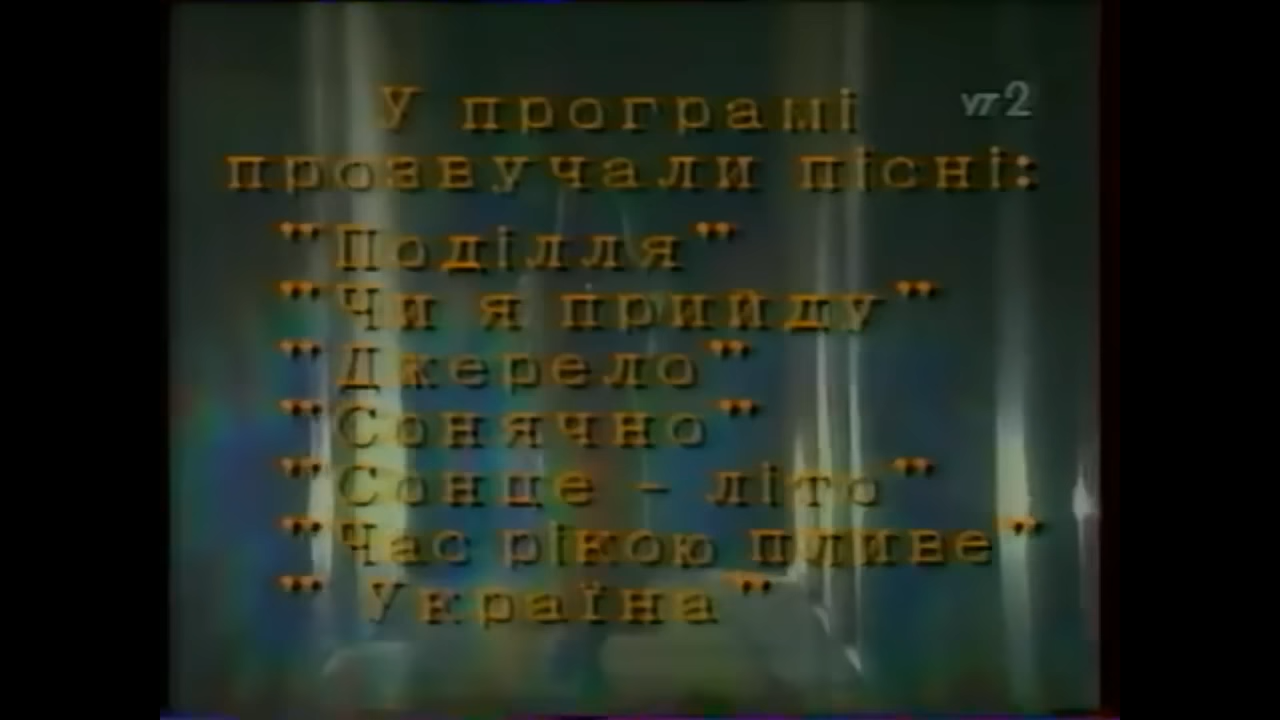 У програмі
УТ2
прозвучали пісні:
"Поділля"
"Чи я прийду"
"Джерело"
"Сонячно"
"Сонце - літо"
"Час рікою пливе"
"Україна"